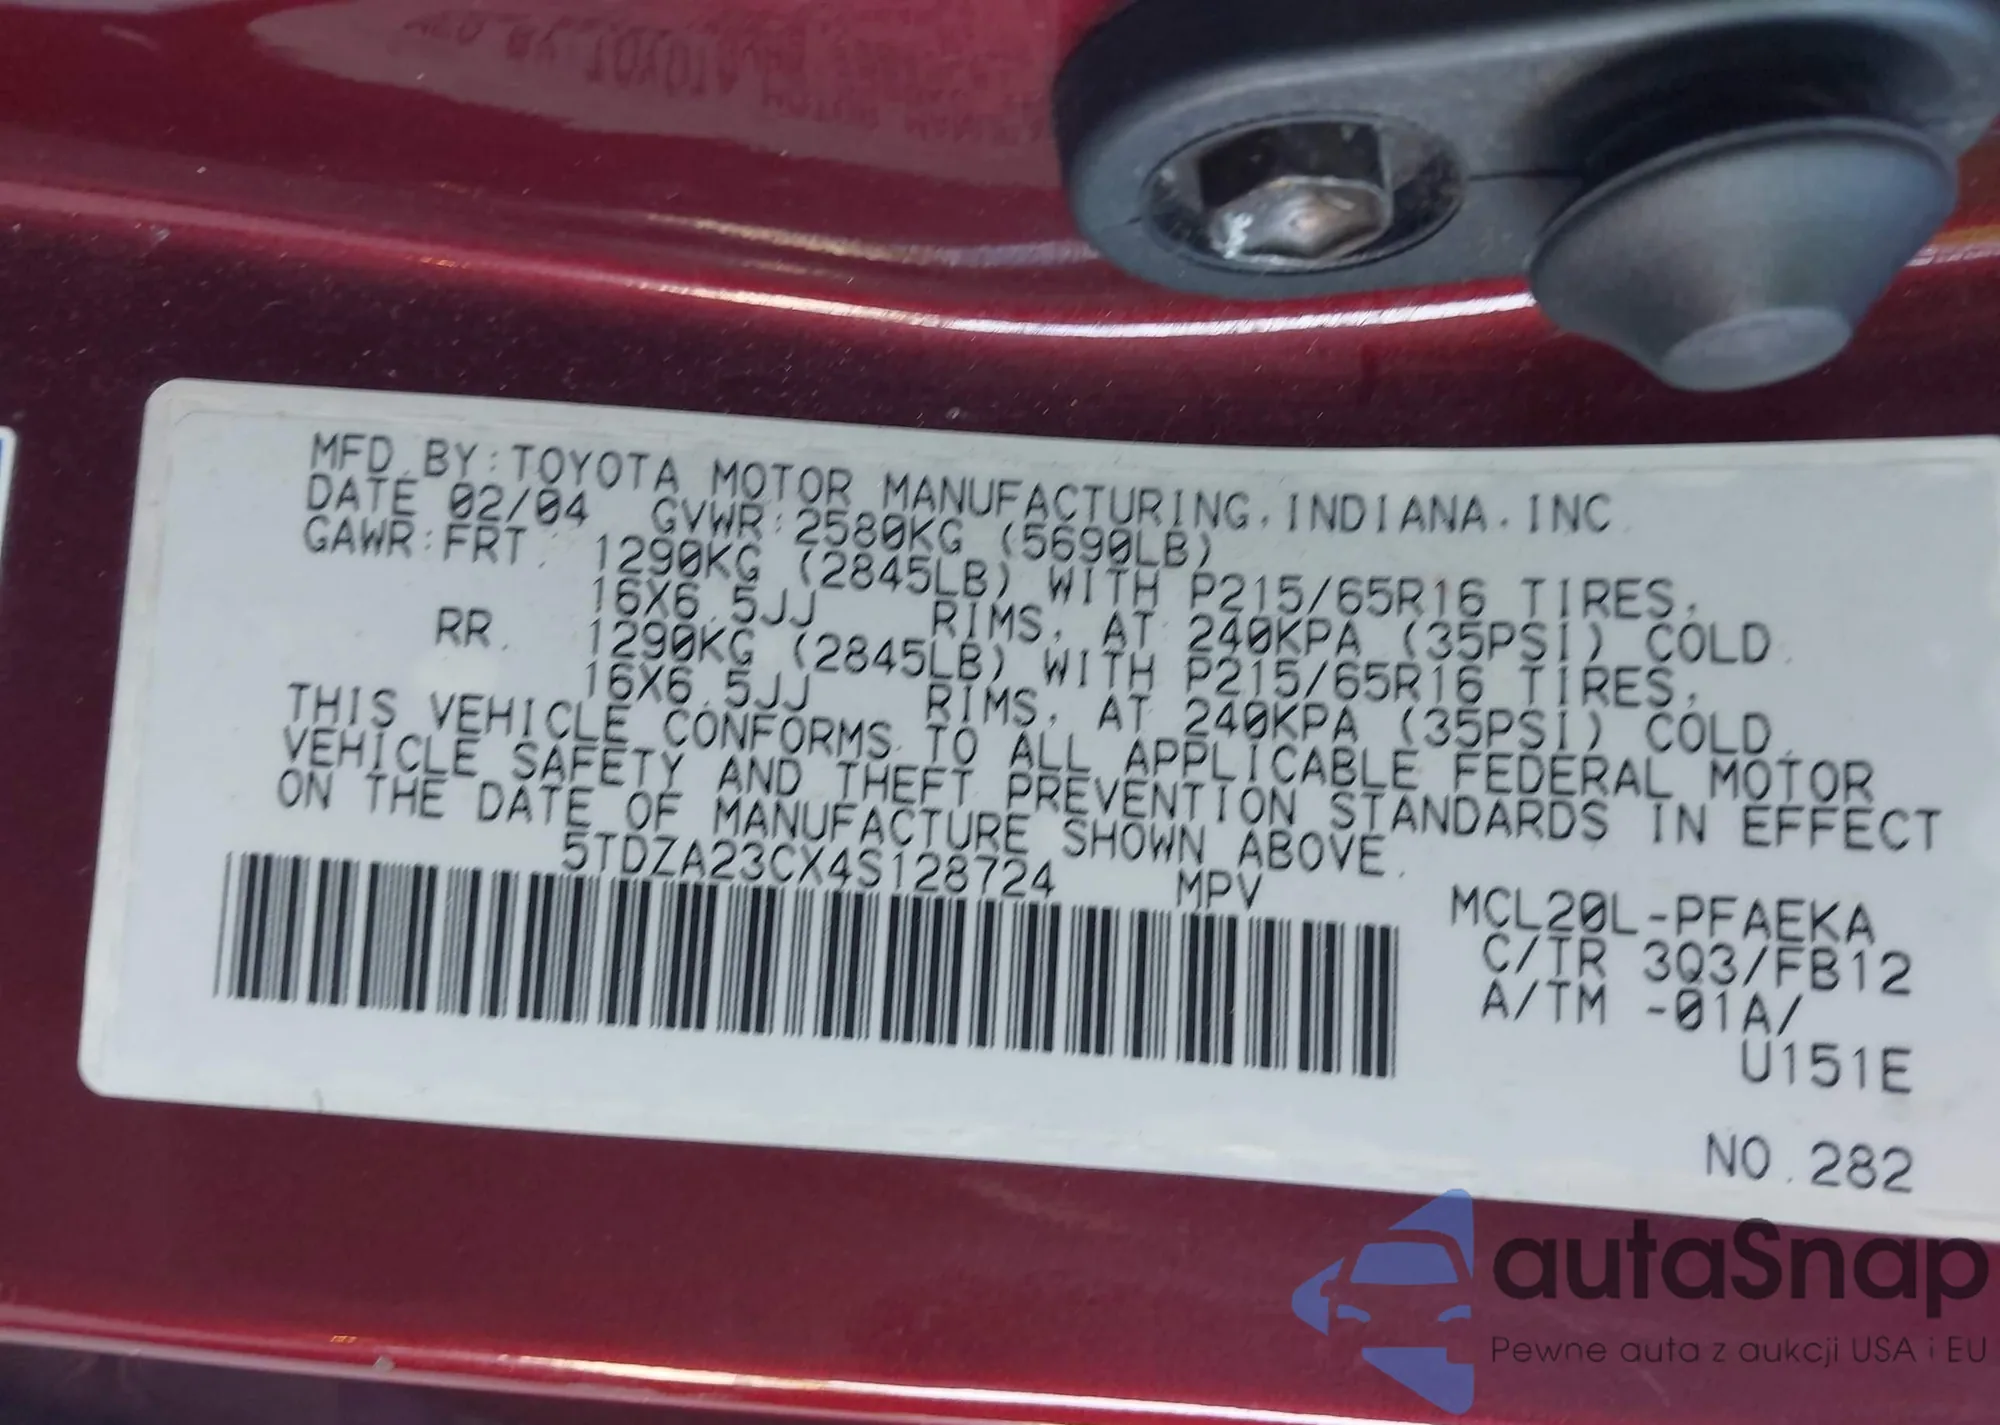 MFD.BY:TOYOTA MOTOR MANUFACTURING.INDIANA.INC.
DATE 02/04 GVWR:2580KG (5690LB)
GAWR:FRT. 1290KG (2845LB) WITH P215/65R16 TIRES,
16X6.5JJ RIMS, AT 240KPA (35PSI) COLD.
RR. 1290KG (2845LB) WITH P215/65R16 TIRES,
16X6.5JJ RIMS, AT 240KPA (35PSI) COLD.
THIS VEHICLE CONFORMS TO ALL APPLICABLE FEDERAL MOTOR
VEHICLE SAFETY AND THEFT PREVENTION STANDARDS IN EFFECT
ON THE DATE OF MANUFACTURE SHOWN ABOVE.
5TDZA23CX4S128724 MPV
MCL20L-PFAEKA
C/TR 3Q3/FB12
A/TM -01A/
U151E
NO.282
autaSnap
Pewne auta z aukcji USA i EU